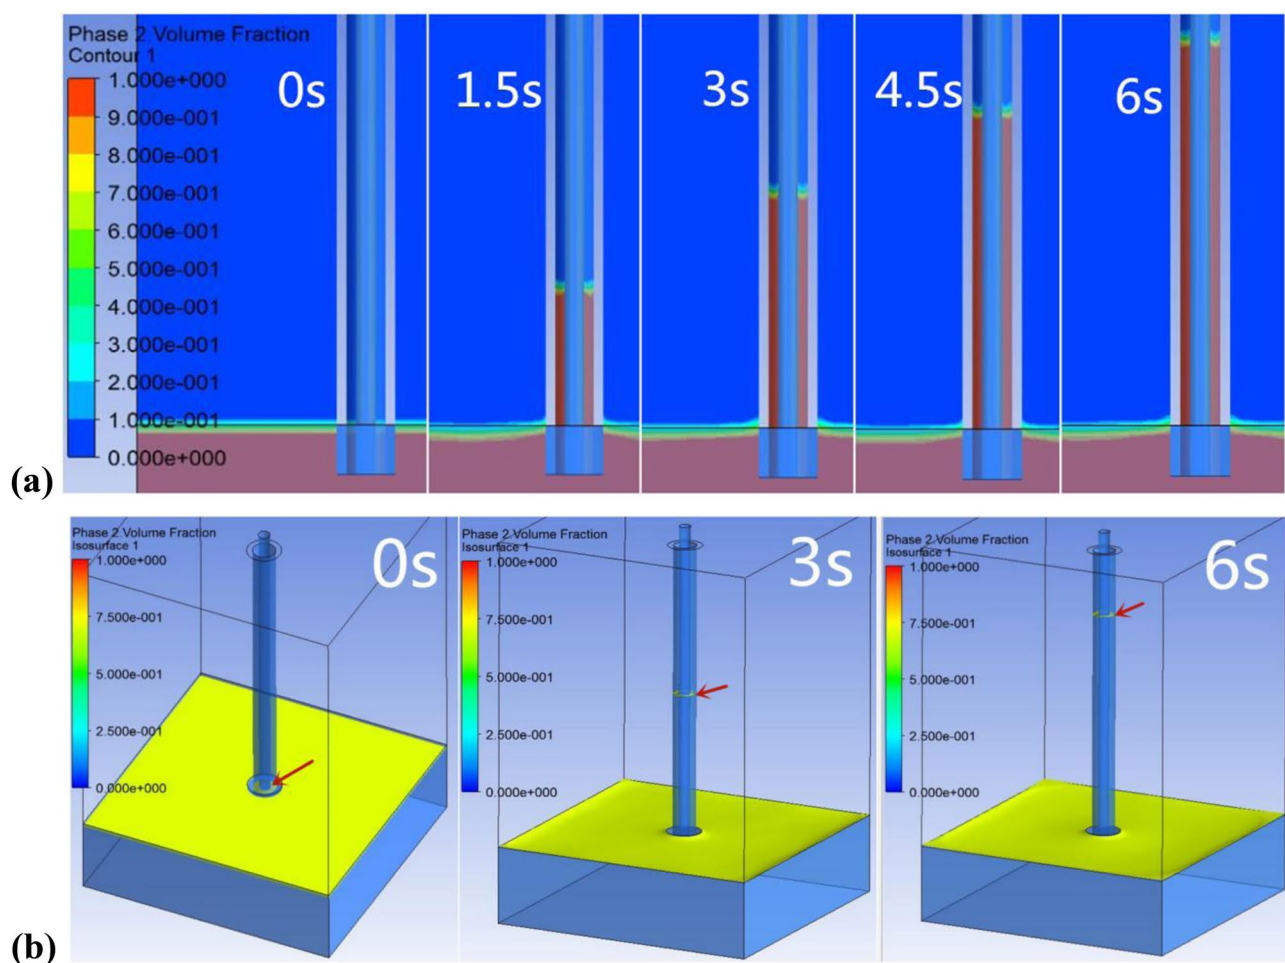 Phase 2.Volume Fraction
Contour 1
1.000e+000
9.000e-001
8.000e-001
7.000e-001
6.000e-001
5.000e-001
4.000e-001
3.000e-001
2.000e-001
1.000e-001
0.000e+000
0s
1.5s
3s
4.5s
6s
(a)
Phase 2.Volume Fraction
Isosurface 1
1.000e+000
7.500e-001
5.000e-001
2.500e-001
0.000e+000
0s
Phase 2.Volume Fraction
Isosurface 1
1.000e+000
7.500e-001
5.000e-001
2.500e-001
0.000e+000
3s
Phase 2.Volume Fraction
Isosurface 1
1.000e+000
7.500e-001
5.000e-001
2.500e-001
0.000e+000
6s
(b)